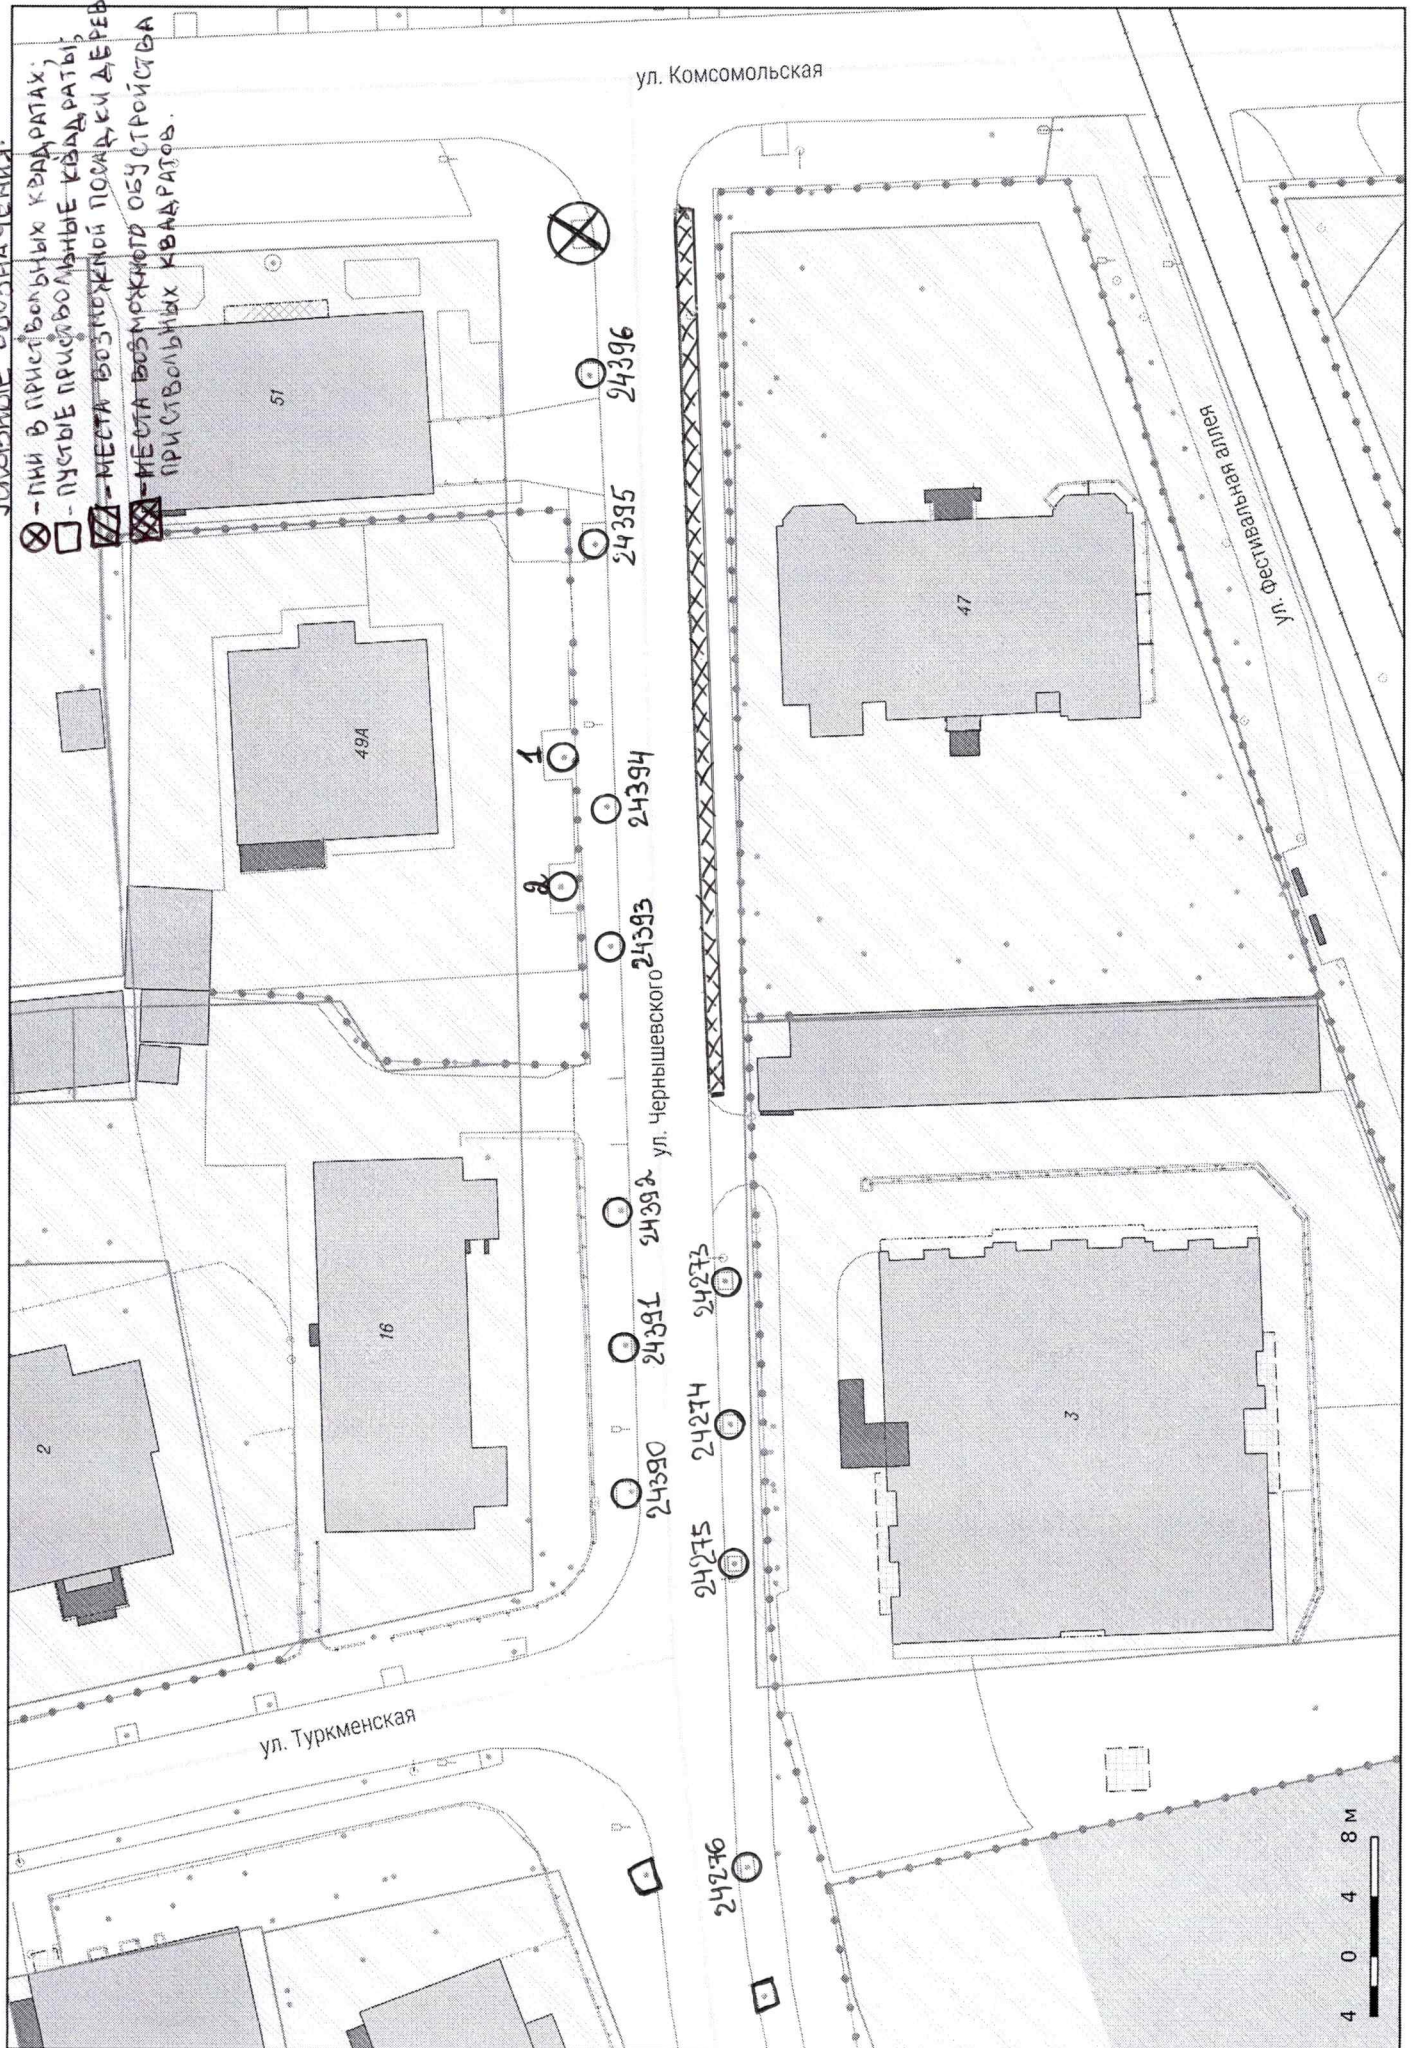 УСЛОВНЫЕ ОБОЗНАЧЕНИЯ:
- ПНИ В ПРИСТВОЛЬНЫХ КВАДРАТАХ;
- ПУСТЫЕ ПРИСТВОЛЬНЫЕ КВАДРАТЫ;
- МЕСТА ВОЗМОЖНОЙ ПОСАДКИ ДЕРЕВ
- МЕСТА ВОЗМОЖНОГО ОБУСТРОЙСТВА
ПРИСТВОЛЬНЫХ КВАДРАТОВ.
ул. Комсомольская
51
24396
24395
47
ул. Фестивальная аллея
49А
1
24394
2
24393
ул. Чернышевского
24392
24273
16
24391
24274
3
2
24390
24275
ул. Туркменская
24276
4 0 4 8 м